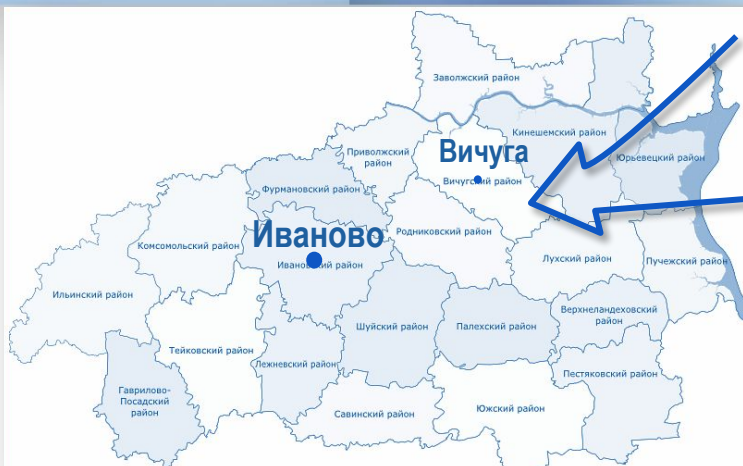 Заволжский район
Кинешемский район
Вичуга
Приволжский
район
Юрьевецкий район
Вичугский район
Фурмановский район
Иваново
Родниковский район
Комсомольский район
Лухский район
Пучежский район
Ивановский район
Ильинский район
Верхнеландеховский
район
Шуйский район
Палехский район
Тейковский район
Лежневский район
Пестяковский район
Гаврилово-
Посадский
район
Савинский район
Южский район